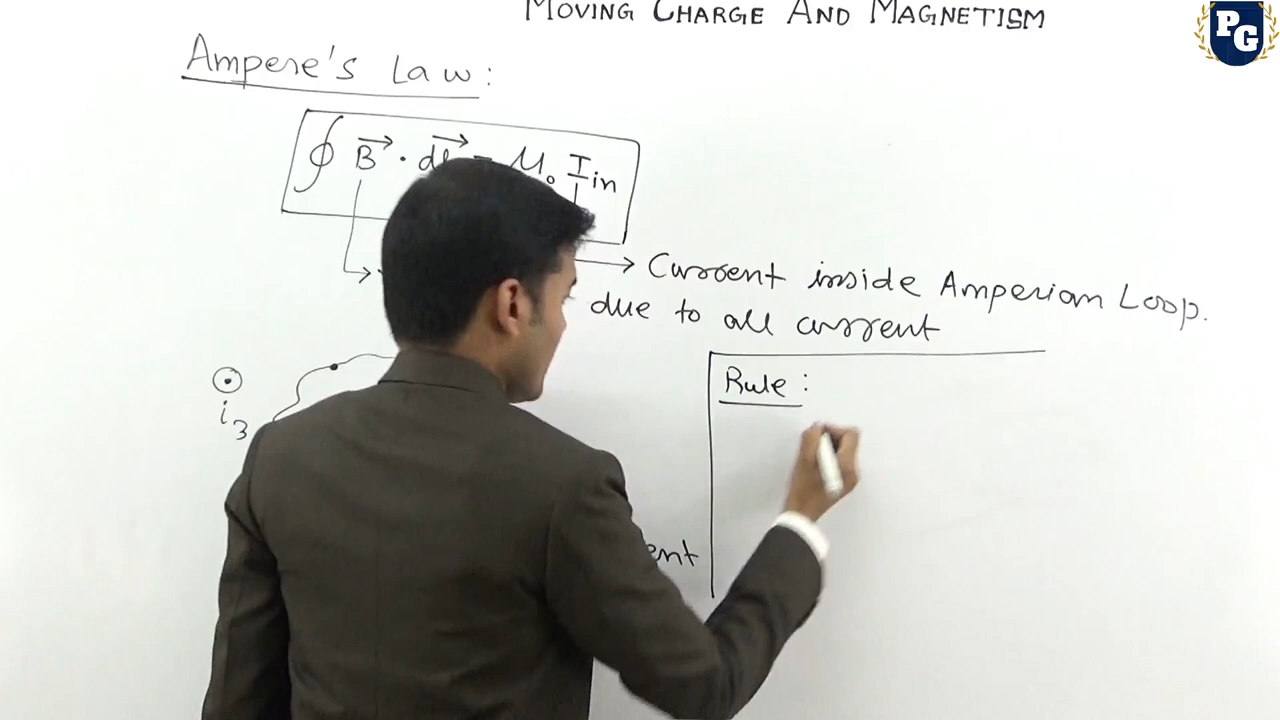 MOVING CHARGE AND MAGNETISM
PG
Ampere's Law:
∮ B⃗ · dl⃗ = μ₀ Iin
→ Current inside Amperian Loop.
due to all current
i₃
Rule: